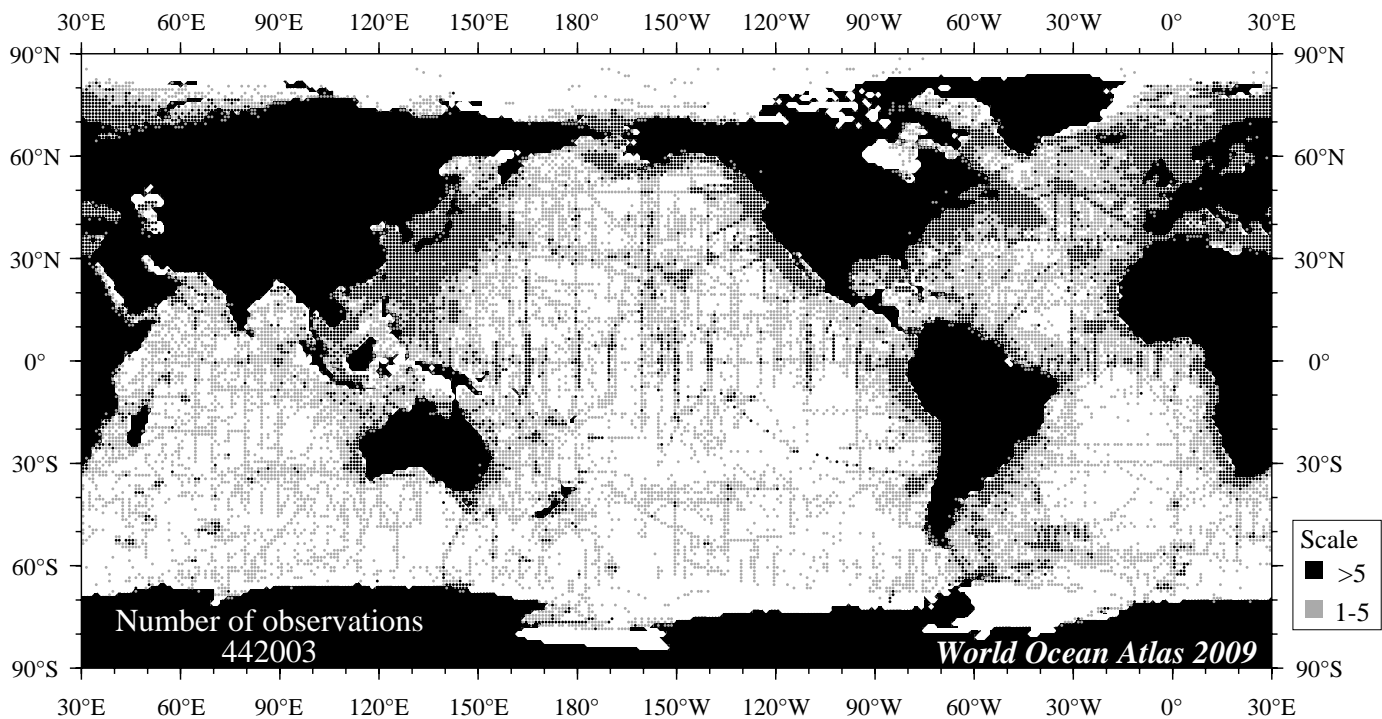 30°E 60°E 90°E 120°E 150°E 180° 150°W 120°W 90°W 60°W 30°W 0° 30°E
90°N 90°N
60°N 60°N
30°N 30°N
0° 0°
30°S 30°S
Scale
60°S 60°S
>5
1-5
Number of observations
442003
World Ocean Atlas 2009
90°S 90°S
30°E 60°E 90°E 120°E 150°E 180° 150°W 120°W 90°W 60°W 30°W 0° 30°E